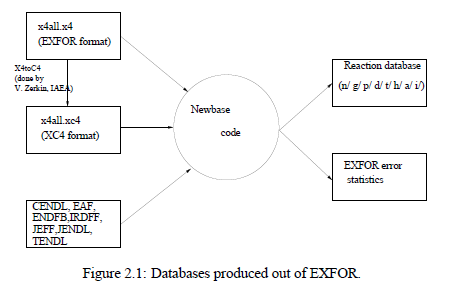 x4all.x4
(EXFOR format)
X4toC4
(done by
V. Zerkin, IAEA)
x4all.xc4
(XC4 format)
CENDL, EAF,
ENDFB,IRDFF,
JEFF,JENDL,
TENDL
Newbase
code
Reaction database
(n/ g/ p/ d/ t/ h/ a/ i/)
EXFOR error
statistics
Figure 2.1: Databases produced out of EXFOR.